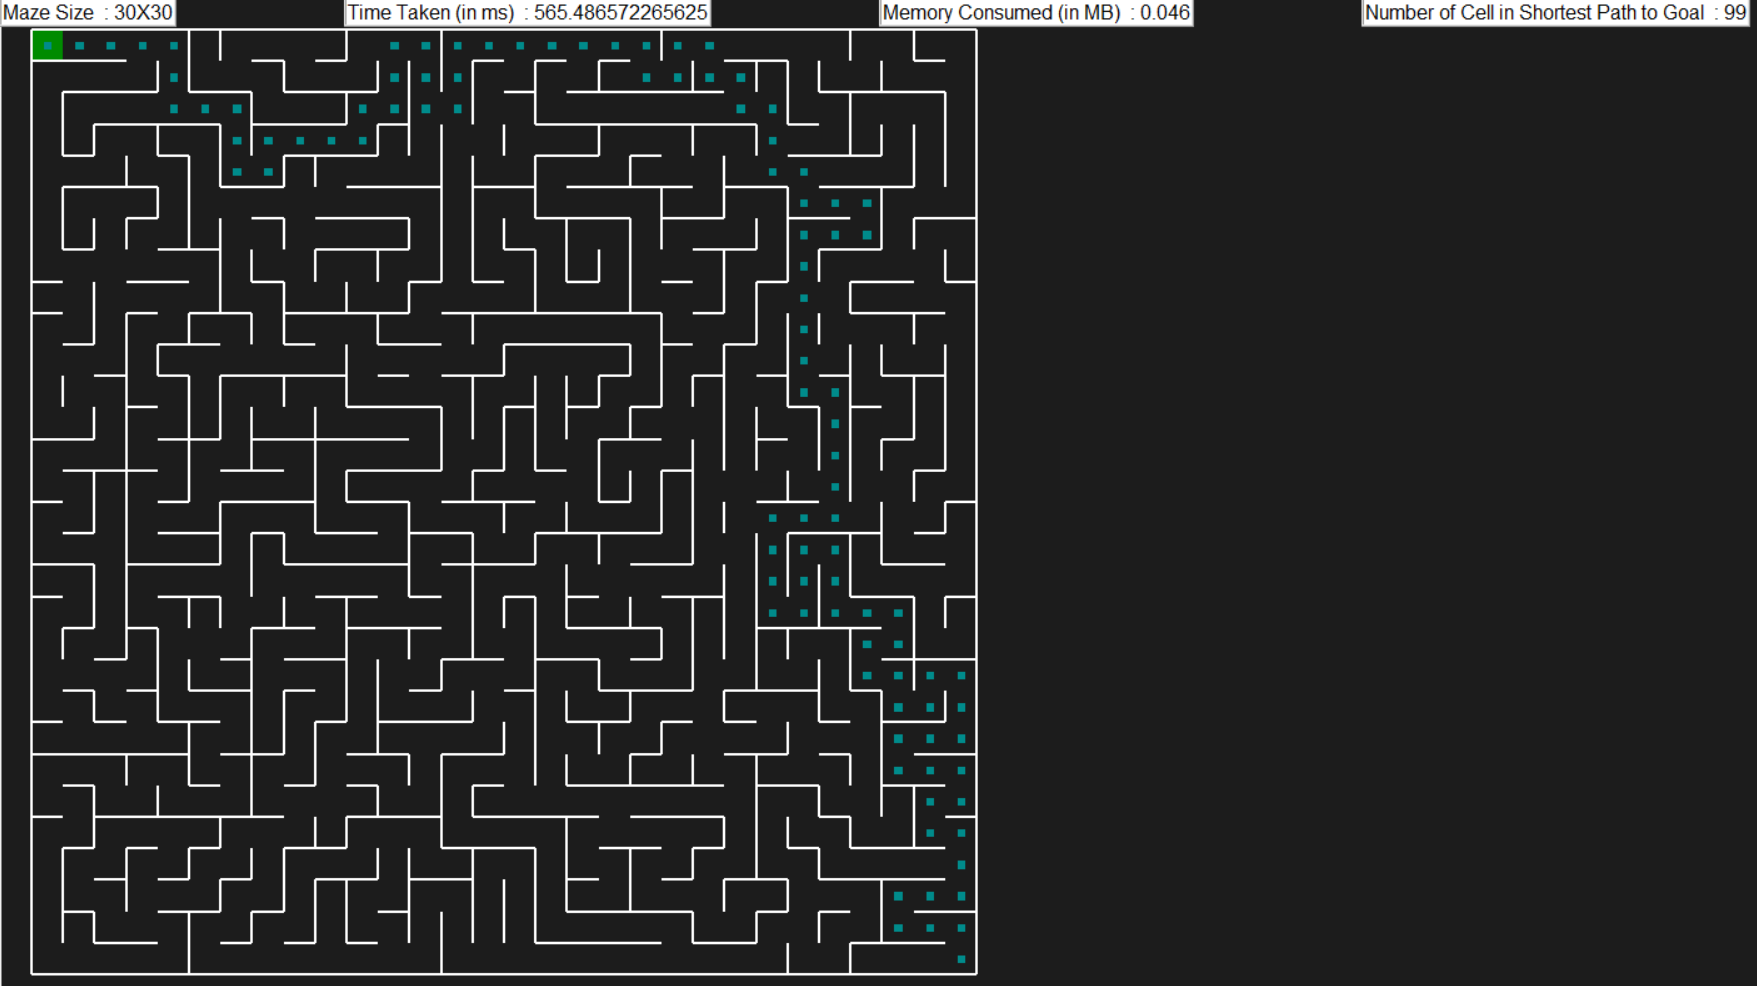 Maze Size : 30X30
Time Taken (in ms) : 565.486572265625
Memory Consumed (in MB) : 0.046
Number of Cell in Shortest Path to Goal : 99